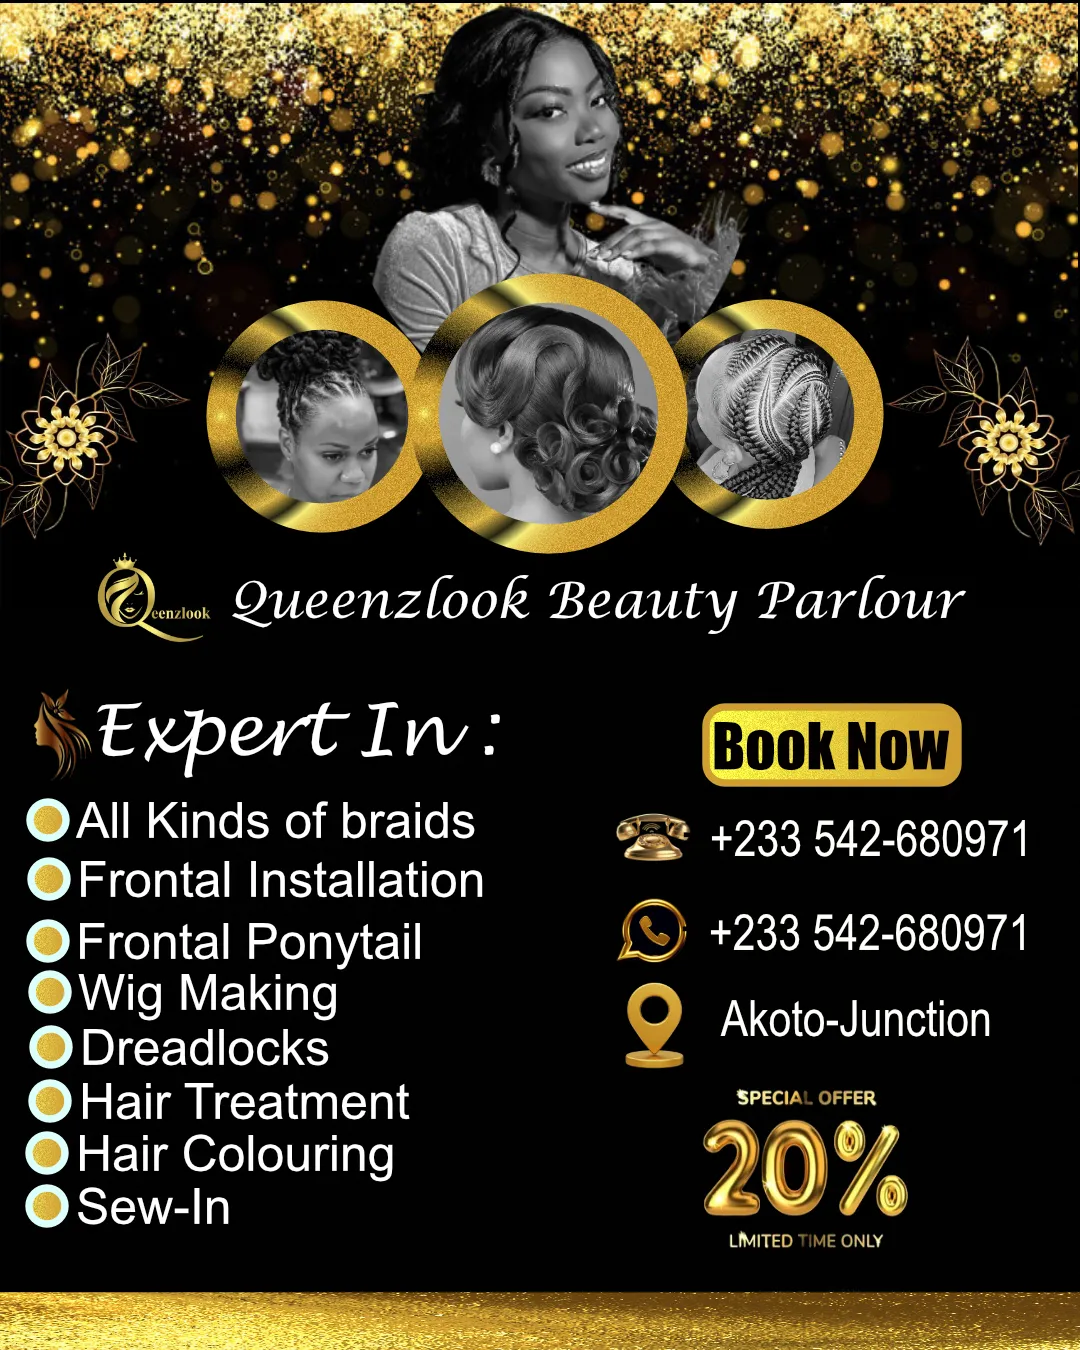 Qeenzlook
Queenzlook Beauty Parlour
Expert In :
All Kinds of braids
Frontal Installation
Frontal Ponytail
Wig Making
Dreadlocks
Hair Treatment
Hair Colouring
Sew-In
Book Now
+233 542-680971
+233 542-680971
Akoto-Junction
SPECIAL OFFER
20%
LIMITED TIME ONLY